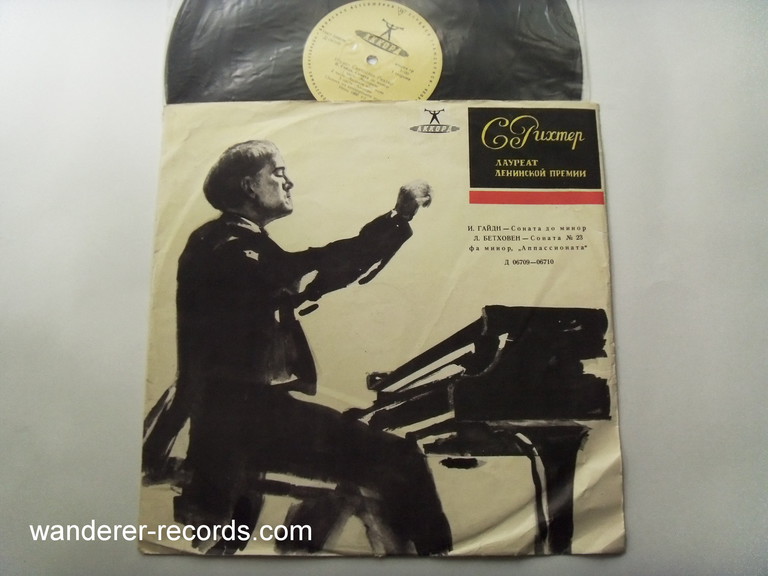 АККОРД
АККОРД
С Рихтер
ЛАУРЕАТ
ЛЕНИНСКОЙ ПРЕМИИ
И. ГАЙДН — Соната до минор
Л. БЕТХОВЕН — Соната № 23
фа минор, „Аппассионата“
Д 06709—06710
wanderer-records.com